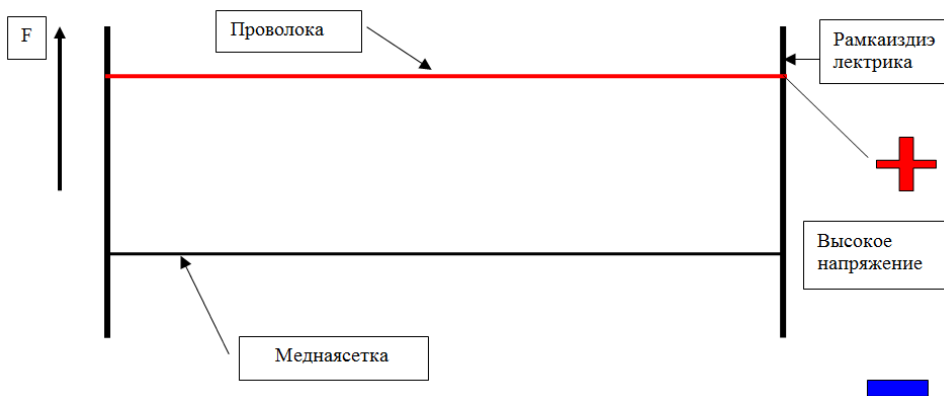 F
Проволока
Рамкаиздиэ
лектрика
Высокое
напряжение
Меднаясетка